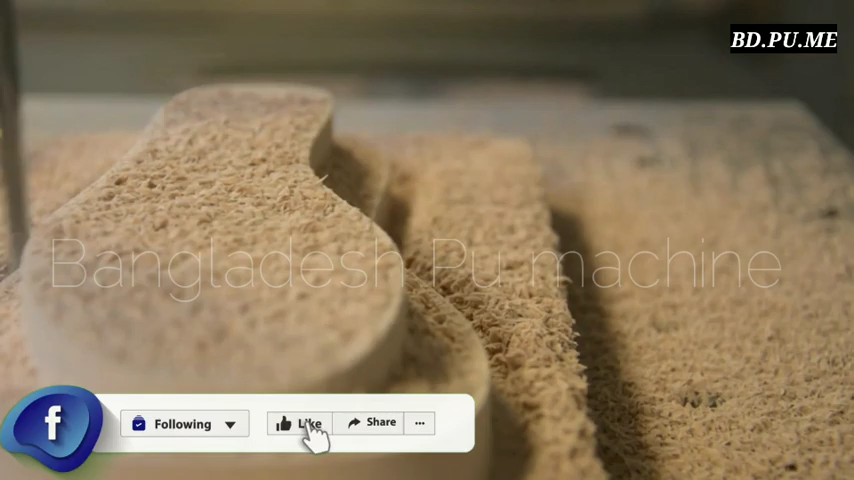 BD.PU.ME
Bangladesh Pu machine
f
Following
Like
Share